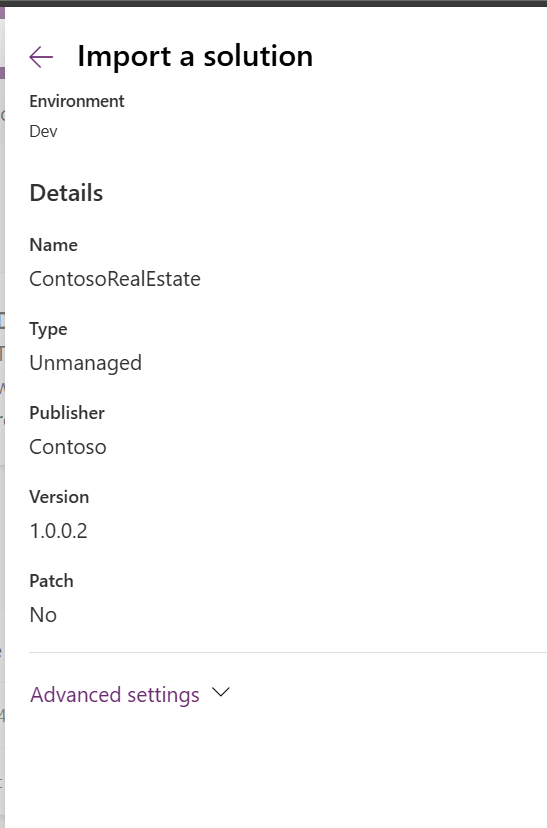 Import a solution
Environment
Dev
Details
Name
ContosoRealEstate
Type
Unmanaged
Publisher
Contoso
Version
1.0.0.2
Patch
No
Advanced settings